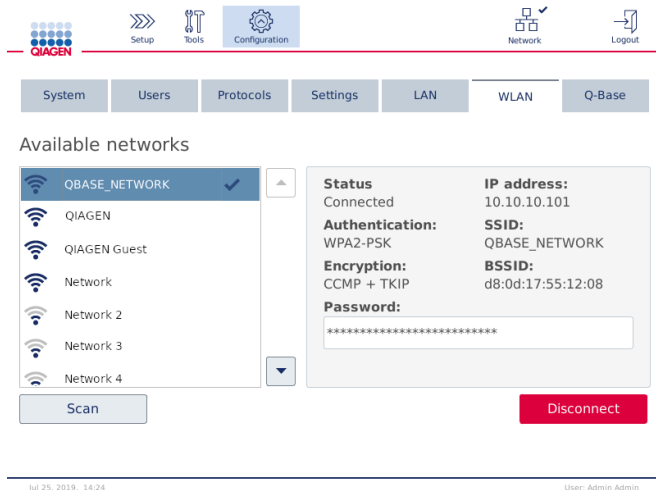 QIAGEN
Setup
Tools
Configuration
Network
Logout
System Users Protocols Settings LAN WLAN Q-Base
Available networks
QBASE_NETWORK
QIAGEN
QIAGEN Guest
Network
Network 2
Network 3
Network 4
Status
Connected
Authentication:
WPA2-PSK
Encryption:
CCMP + TKIP
Password:
**************************
IP address:
10.10.10.101
SSID:
QBASE_NETWORK
BSSID:
d8:0d:17:55:12:08
Scan
Disconnect
Jul 25, 2019, 14:24
User: Admin Admin